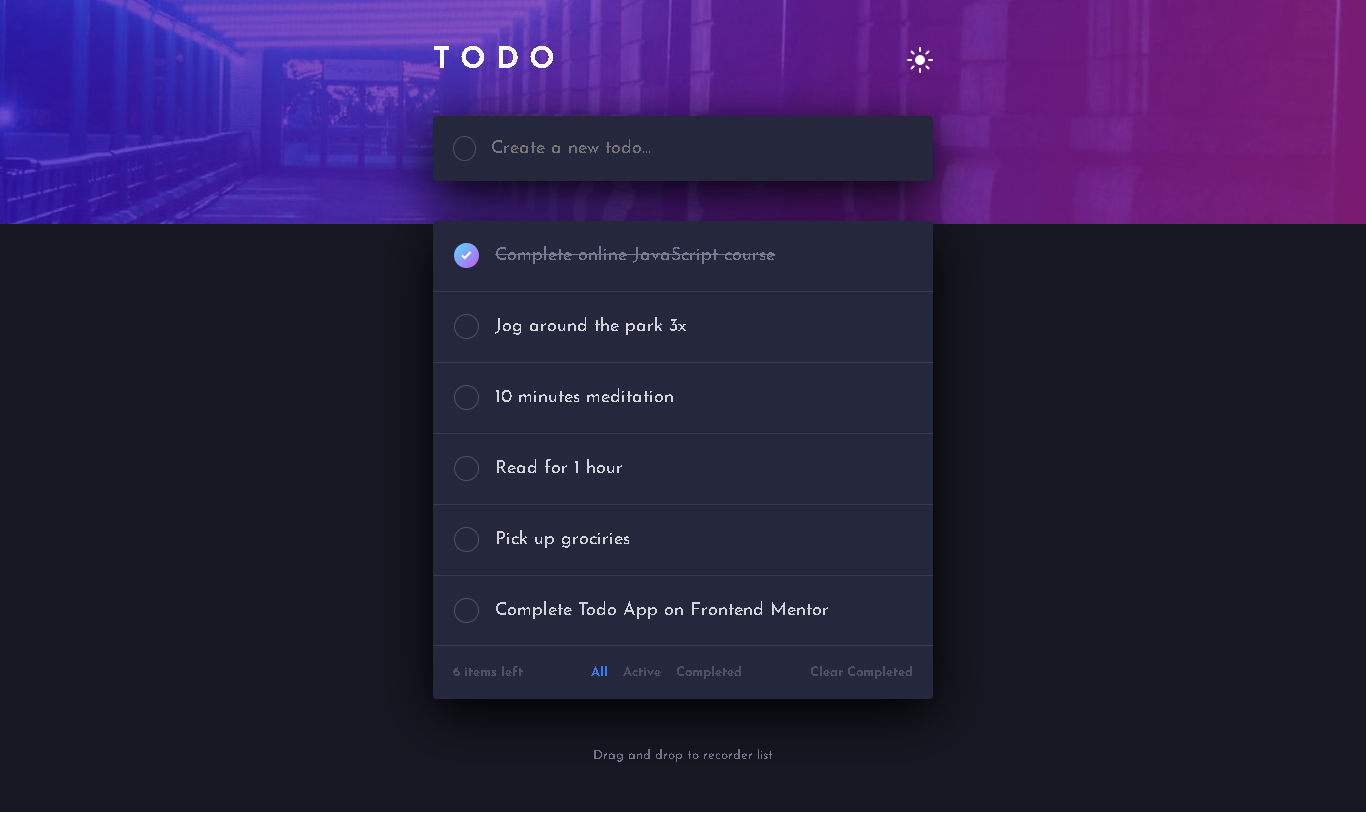 TODO
Create a new todo...
Complete online JavaScript course
Jog around the park 3x
10 minutes meditation
Read for 1 hour
Pick up grociries
Complete Todo App on Frontend Mentor
6 items left All Active Completed Clear Completed
Drag and drop to recorder list